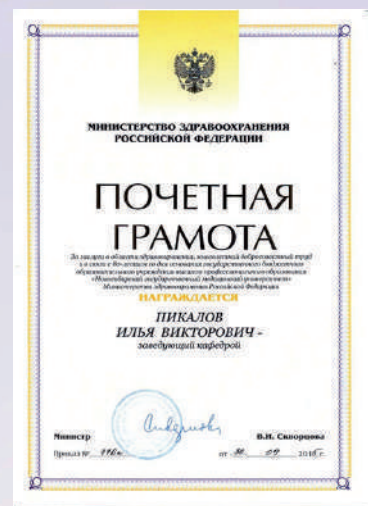 МИНИСТЕРСТВО ЗДРАВООХРАНЕНИЯ
РОССИЙСКОЙ ФЕДЕРАЦИИ
ПОЧЕТНАЯ
ГРАМОТА
За заслуги в области здравоохранения, многолетний добросовестный труд
и в связи с 80-летием со дня основания государственного бюджетного
образовательного учреждения высшего профессионального образования
«Новосибирский государственный медицинский университет»
Министерства здравоохранения Российской Федерации
НАГРАЖДАЕТСЯ
ПИКАЛОВ
ИЛЬЯ ВИКТОРОВИЧ -
заведующий кафедрой
Министр В.И. Скворцова
Приказ № от 2015 г.